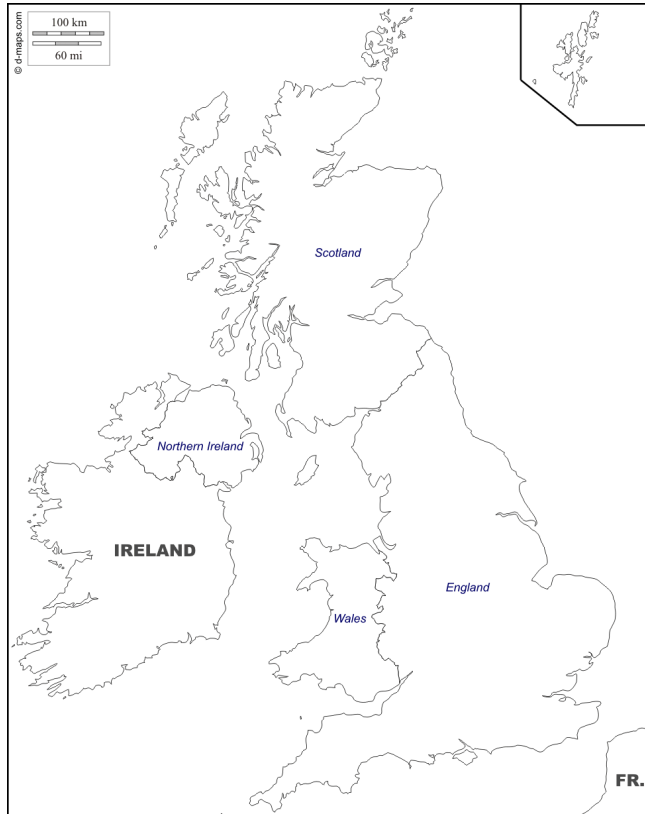 © d-maps.com
100 km
60 mi
Scotland
Northern Ireland
IRELAND
England
Wales
FR.